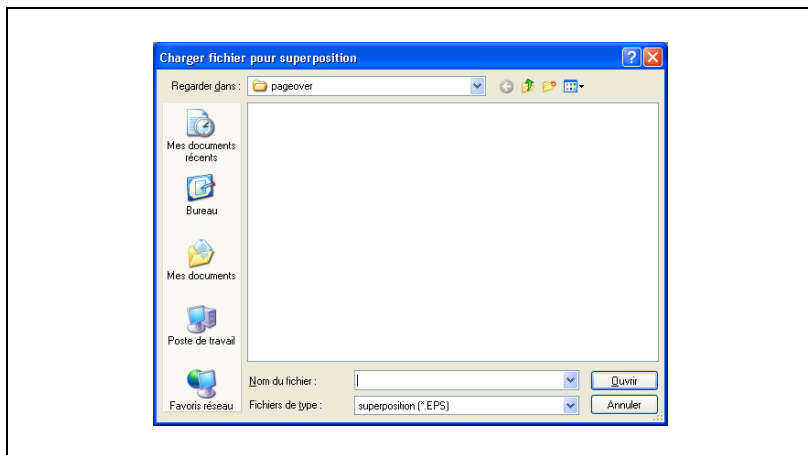 Charger fichier pour superposition
Regarder dans :
pageover
Mes documents
récents
Bureau
Mes documents
Poste de travail
Favoris réseau
Nom du fichier :
Ouvrir
Fichiers de type :
superposition (*.EPS)
Annuler